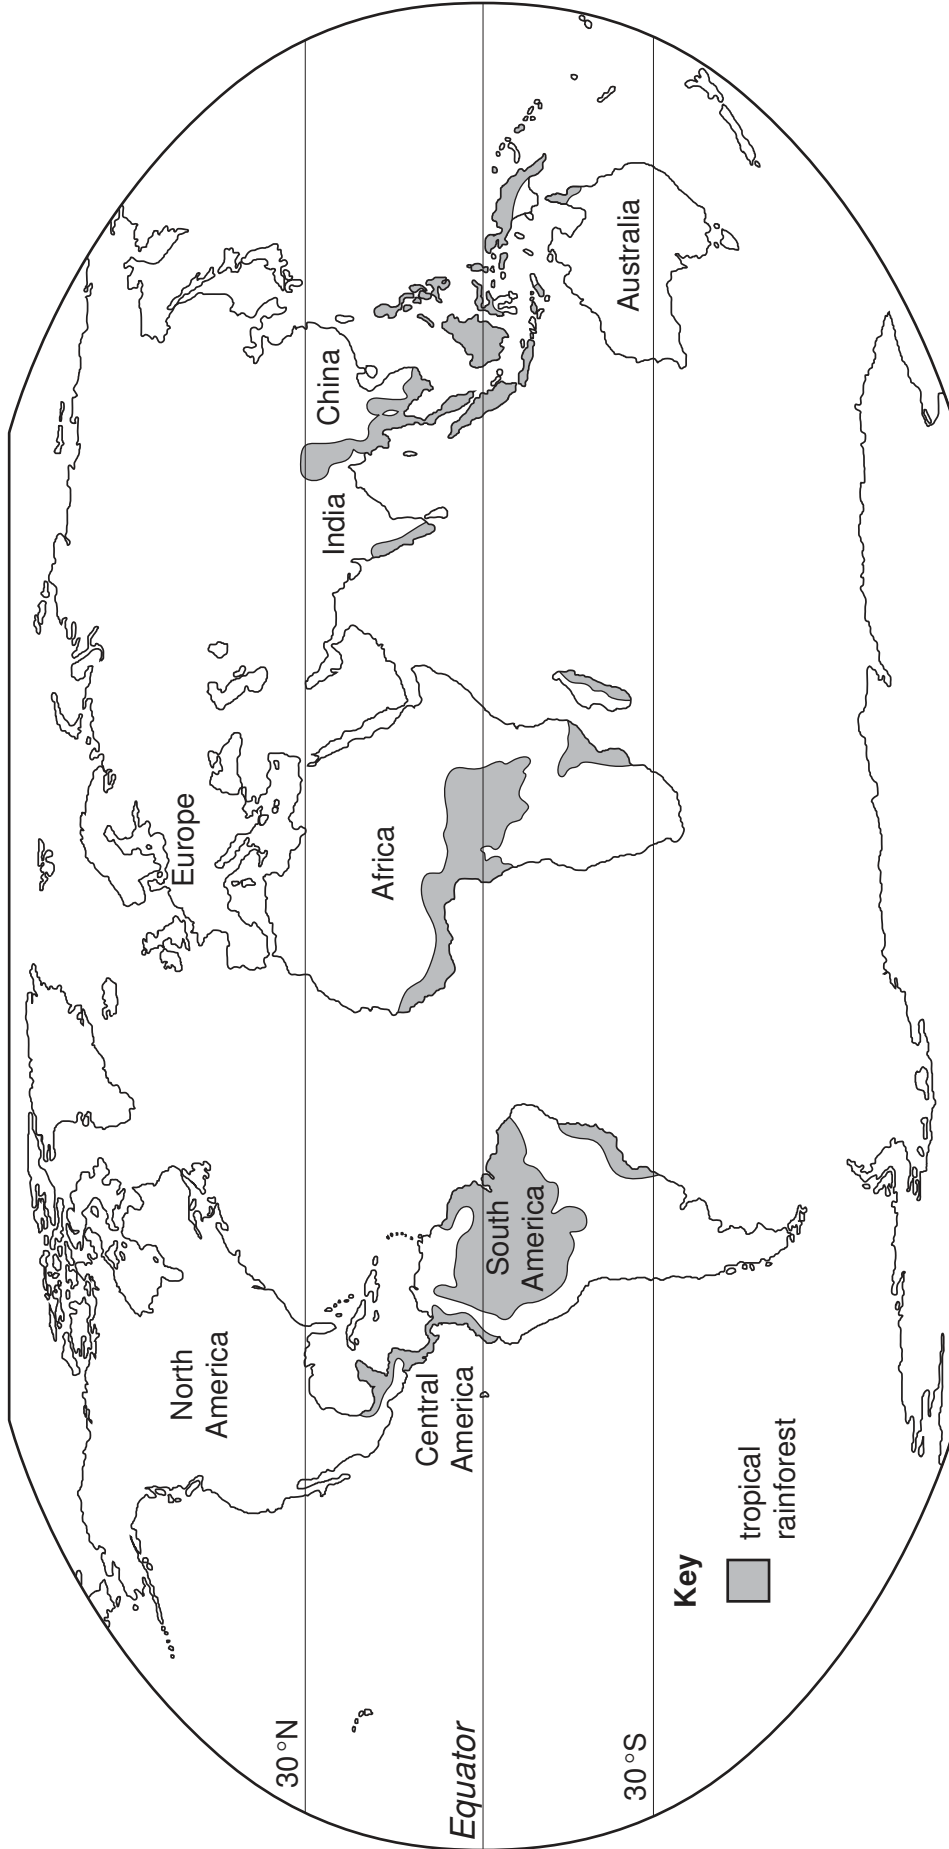 30°N
Equator
30°S
North
America
Central
America
South
America
Europe
Africa
India
China
Australia
Key
tropical
rainforest